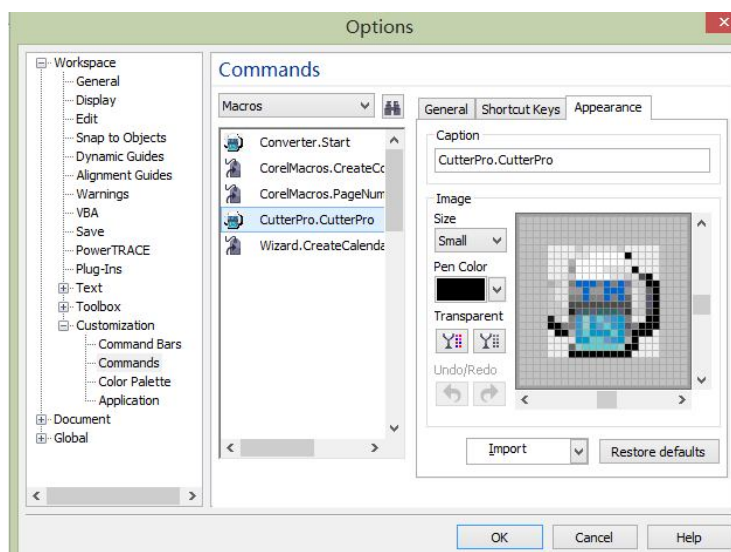 Options
Workspace
General
Display
Edit
Snap to Objects
Dynamic Guides
Alignment Guides
Warnings
VBA
Save
PowerTRACE
Plug-Ins
Text
Toolbox
Customization
Command Bars
Commands
Color Palette
Application
Document
Global
Commands
Macros
Converter.Start
CorelMacros.CreateCo
CorelMacros.PageNum
CutterPro.CutterPro
Wizard.CreateCalenda
General Shortcut Keys Appearance
Caption
CutterPro.CutterPro
Image
Size
Small
Pen Color
Transparent
Undo/Redo
Import
Restore defaults
OK Cancel Help